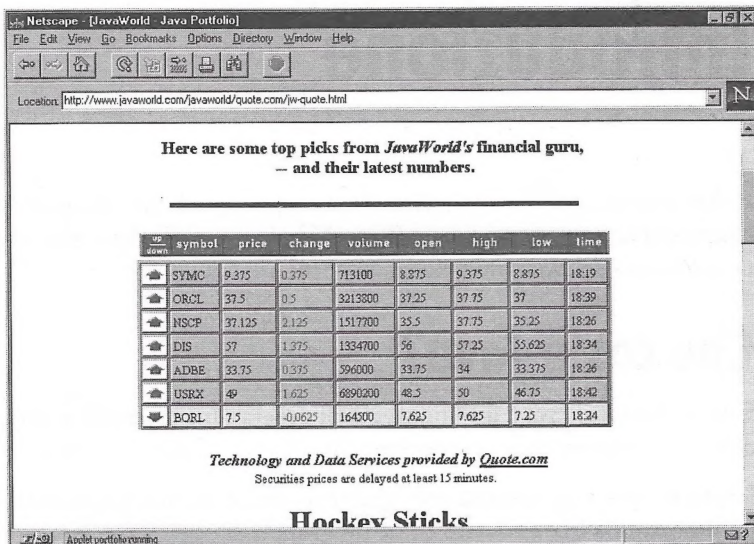 Netscape - [JavaWorld - Java Portfolio]
File Edit View Go Bookmarks Options Directory Window Help
Location: http://www.javaworld.com/javaworld/quote.com/jw-quote.html
N
Here are some top picks from JavaWorld's financial guru,
— and their latest numbers.
up down symbol price change volume open high low time
SYMC 9.375 0.375 713100 8.875 9.375 8.875 18:19
ORCL 37.5 0.5 3213800 37.25 37.75 37 18:39
NSCP 37.125 2.125 1517700 35.5 37.75 35.25 18:26
DIS 57 1.375 1334700 56 57.25 55.625 18:34
ADBE 33.75 0.375 596000 33.75 34 33.375 18:26
USRX 49 1.625 6890200 48.5 50 46.75 18:42
BORL 7.5 -0.0625 164500 7.625 7.625 7.25 18:24
Technology and Data Services provided by Quote.com
Securities prices are delayed at least 15 minutes.
Hockey Sticks
Applet portfolio running